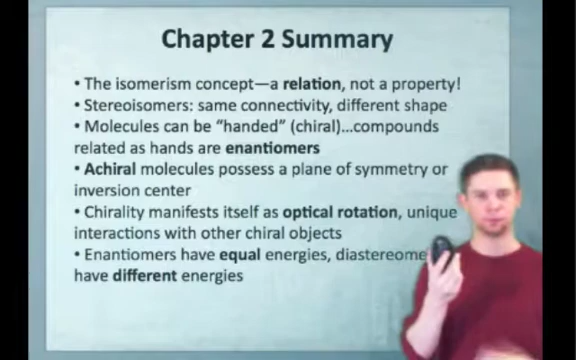 Chapter 2 Summary
• The isomerism concept—a relation, not a property!
• Stereoisomers: same connectivity, different shape
• Molecules can be “handed” (chiral)...compounds
related as hands are enantiomers
• Achiral molecules possess a plane of symmetry or
inversion center
• Chirality manifests itself as optical rotation, unique
interactions with other chiral objects
• Enantiomers have equal energies,
have different energies